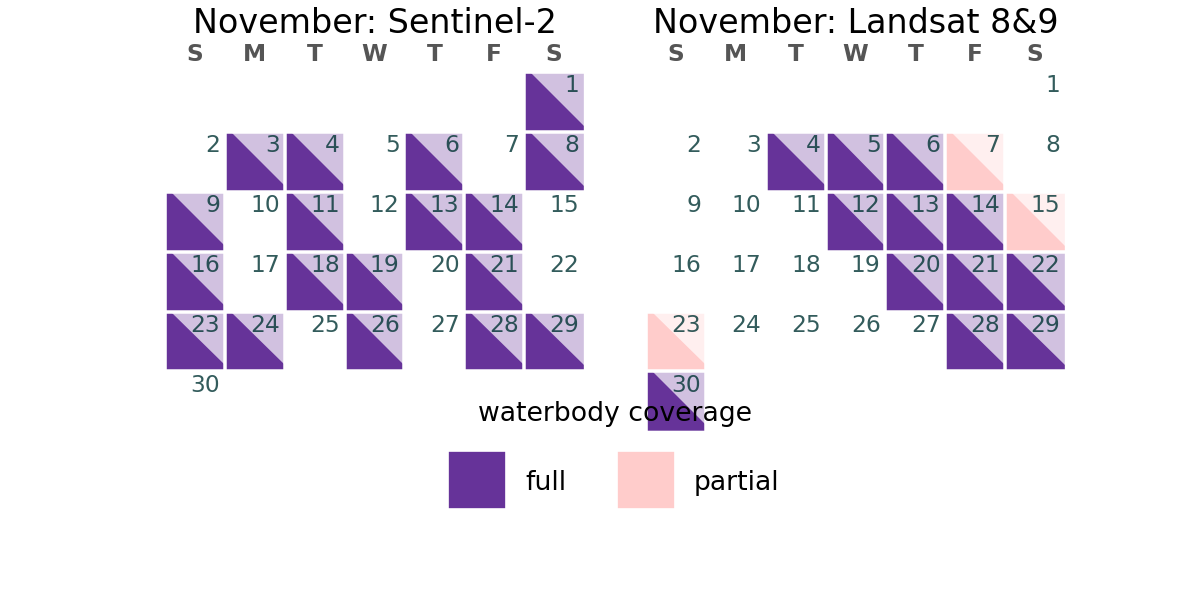 November: Sentinel-2
S M T W T F S
1
2 3 4 5 6 7 8
9 10 11 12 13 14 15
16 17 18 19 20 21 22
23 24 25 26 27 28 29
30
November: Landsat 8&9
S M T W T F S
1
2 3 4 5 6 7 8
9 10 11 12 13 14 15
16 17 18 19 20 21 22
23 24 25 26 27 28 29
30
waterbody coverage
full partial